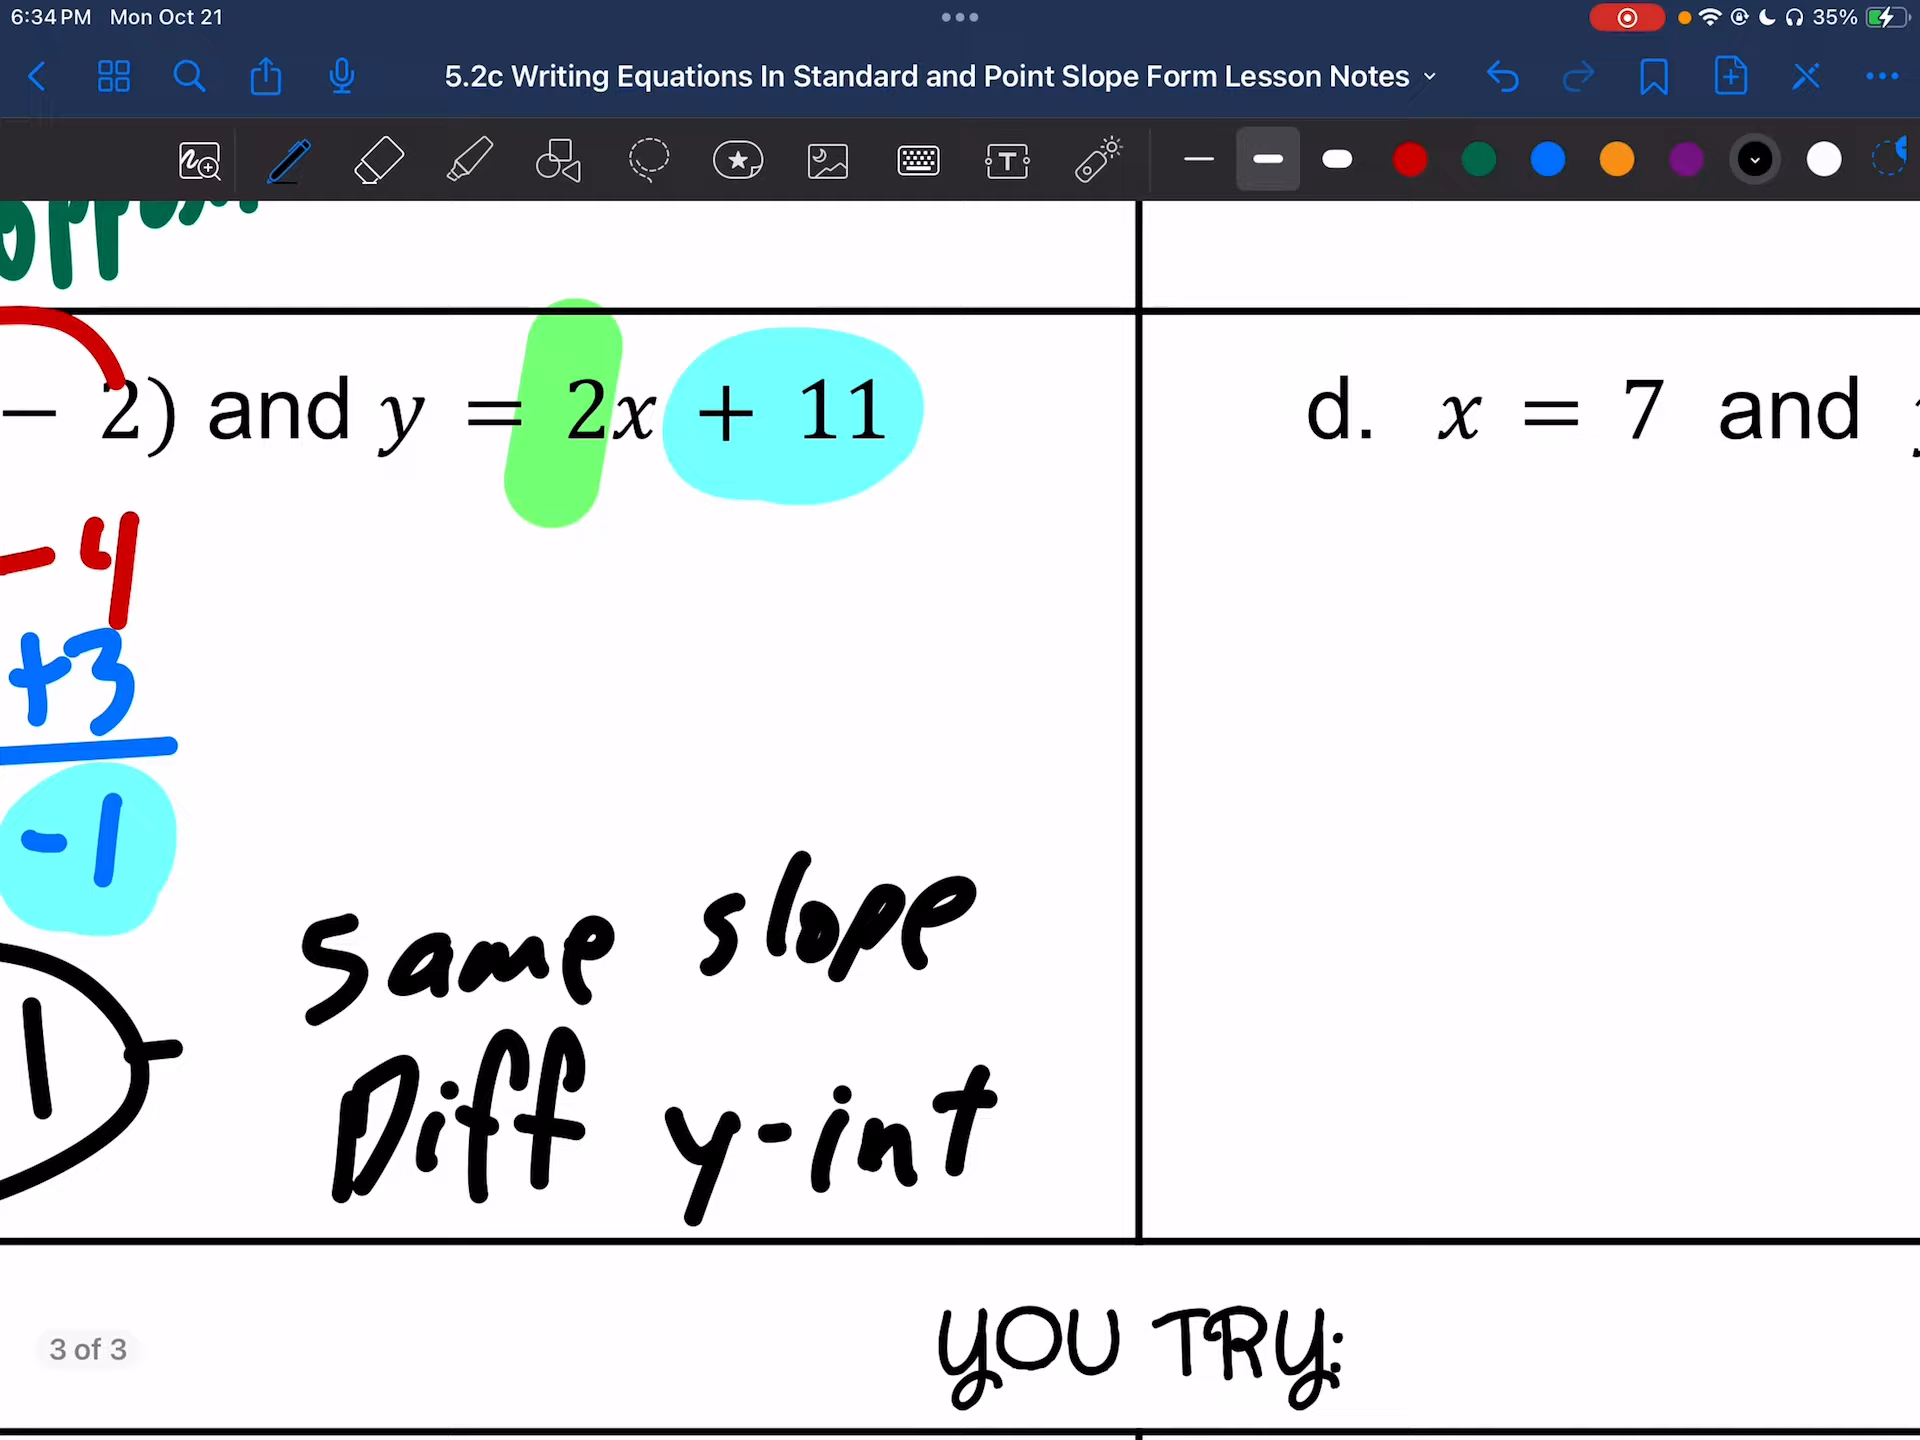 6:34 PM Mon Oct 21
35%
5.2c Writing Equations In Standard and Point Slope Form Lesson Notes
− 2) and y = 2x + 11
d. x = 7 and
- 4
+3
-1
same slope
1
Diff y-int
YOU TRY:
3 of 3